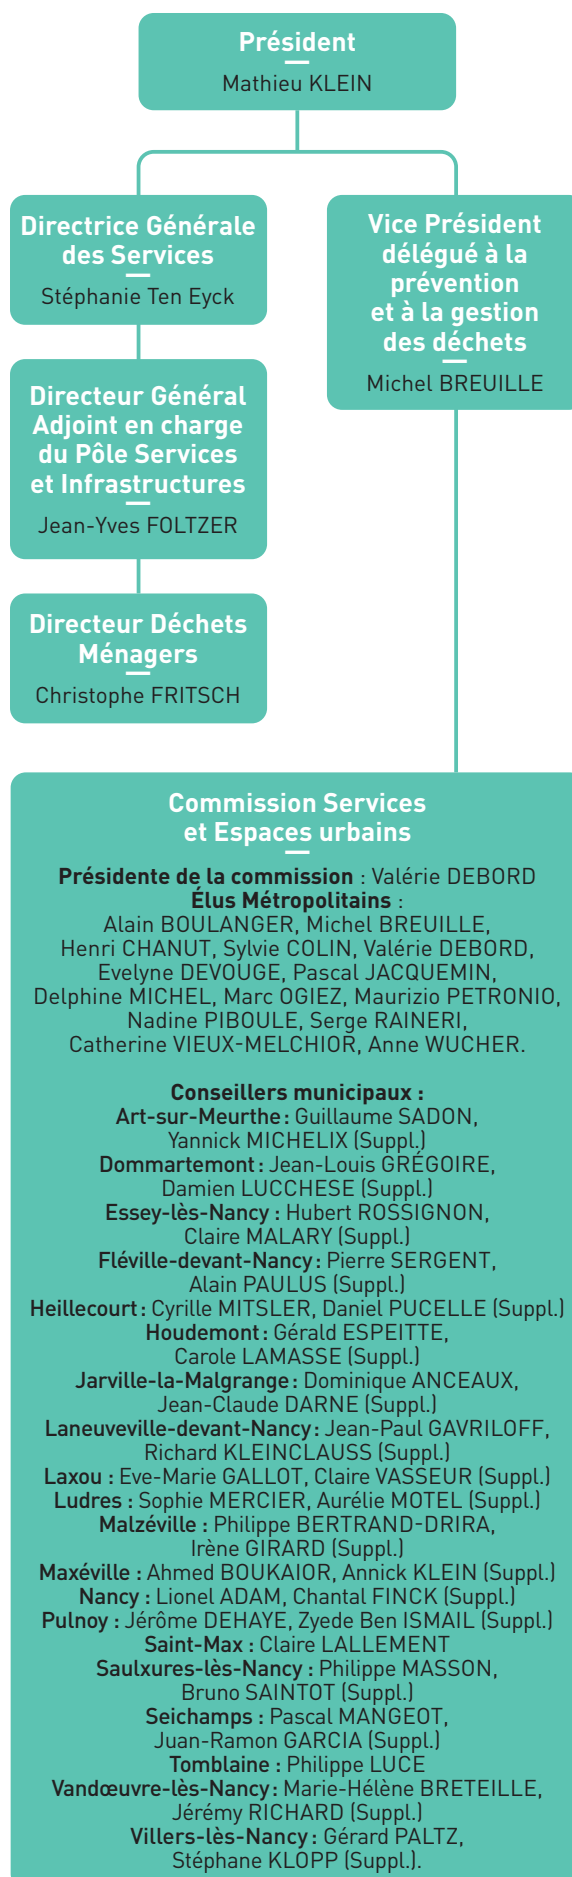 Président
Mathieu KLEIN
Directrice Générale
des Services
Stéphanie Ten Eyck
Vice Président
délégué à la
prévention
et à la gestion
des déchets
Michel BREUILLE
Directeur Général
Adjoint en charge
du Pôle Services
et Infrastructures
Jean-Yves FOLTZER
Directeur Déchets
Ménagers
Christophe FRITSCH
Commission Services
et Espaces urbains
Présidente de la commission : Valérie DEBORD
Élus Métropolitains :
Alain BOULANGER, Michel BREUILLE,
Henri CHANUT, Sylvie COLIN, Valérie DEBORD,
Evelyne DEVOUGE, Pascal JACQUEMIN,
Delphine MICHEL, Marc OGIEZ, Maurizio PETRONIO,
Nadine PIBOULE, Serge RAINERI,
Catherine VIEUX-MELCHIOR, Anne WUCHER.
Conseillers municipaux :
Art-sur-Meurthe : Guillaume SADON,
Yannick MICHELIX (Suppl.)
Dommartemont : Jean-Louis GRÉGOIRE,
Damien LUCCHESE (Suppl.)
Essey-lès-Nancy : Hubert ROSSIGNON,
Claire MALARY (Suppl.)
Fléville-devant-Nancy : Pierre SERGENT,
Alain PAULUS (Suppl.)
Heillecourt : Cyrille MITSLER, Daniel PUCELLE (Suppl.)
Houdemont : Gérald ESPEITTE,
Carole LAMASSE (Suppl.)
Jarville-la-Malgrange : Dominique ANCEAUX,
Jean-Claude DARNE (Suppl.)
Laneuveville-devant-Nancy : Jean-Paul GAVRILOFF,
Richard KLEINCLAUSS (Suppl.)
Laxou : Eve-Marie GALLOT, Claire VASSEUR (Suppl.)
Ludres : Sophie MERCIER, Aurélie MOTEL (Suppl.)
Malzéville : Philippe BERTRAND-DRIRA,
Irène GIRARD (Suppl.)
Maxéville : Ahmed BOUKAIOR, Annick KLEIN (Suppl.)
Nancy : Lionel ADAM, Chantal FINCK (Suppl.)
Pulnoy : Jérôme DEHAYE, Zyede Ben ISMAIL (Suppl.)
Saint-Max : Claire LALLEMENT
Saulxures-lès-Nancy : Philippe MASSON,
Bruno SAINTOT (Suppl.)
Seichamps : Pascal MANGEOT,
Juan-Ramon GARCIA (Suppl.)
Tomblaine : Philippe LUCE
Vandœuvre-lès-Nancy : Marie-Hélène BRETEILLE,
Jérémy RICHARD (Suppl.)
Villers-lès-Nancy : Gérard PALTZ,
Stéphane KLOPP (Suppl.).